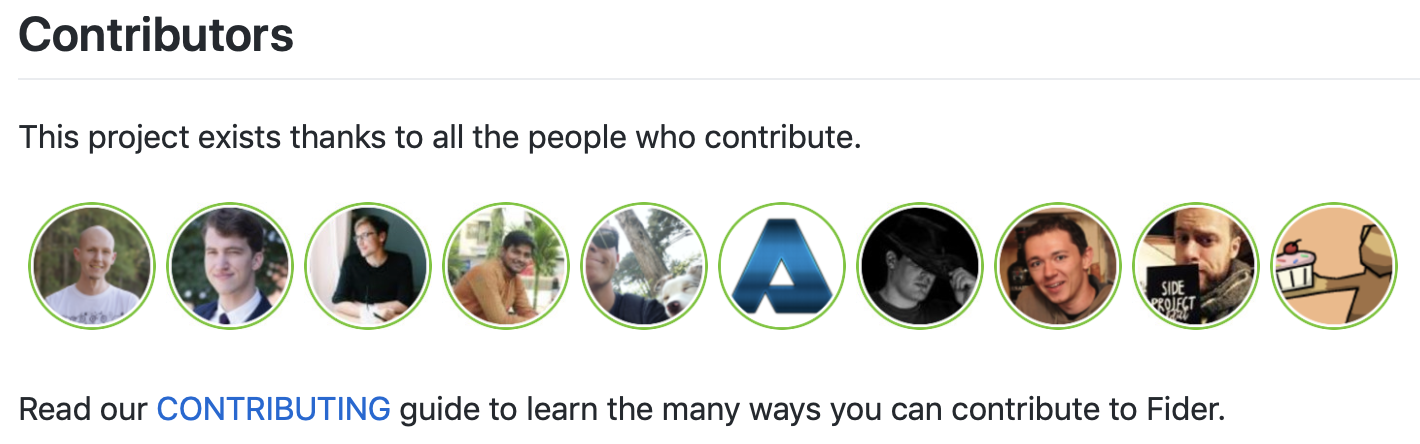 Contributors
This project exists thanks to all the people who contribute.
A
SIDE
PROJECT
Read our CONTRIBUTING guide to learn the many ways you can contribute to Fider.